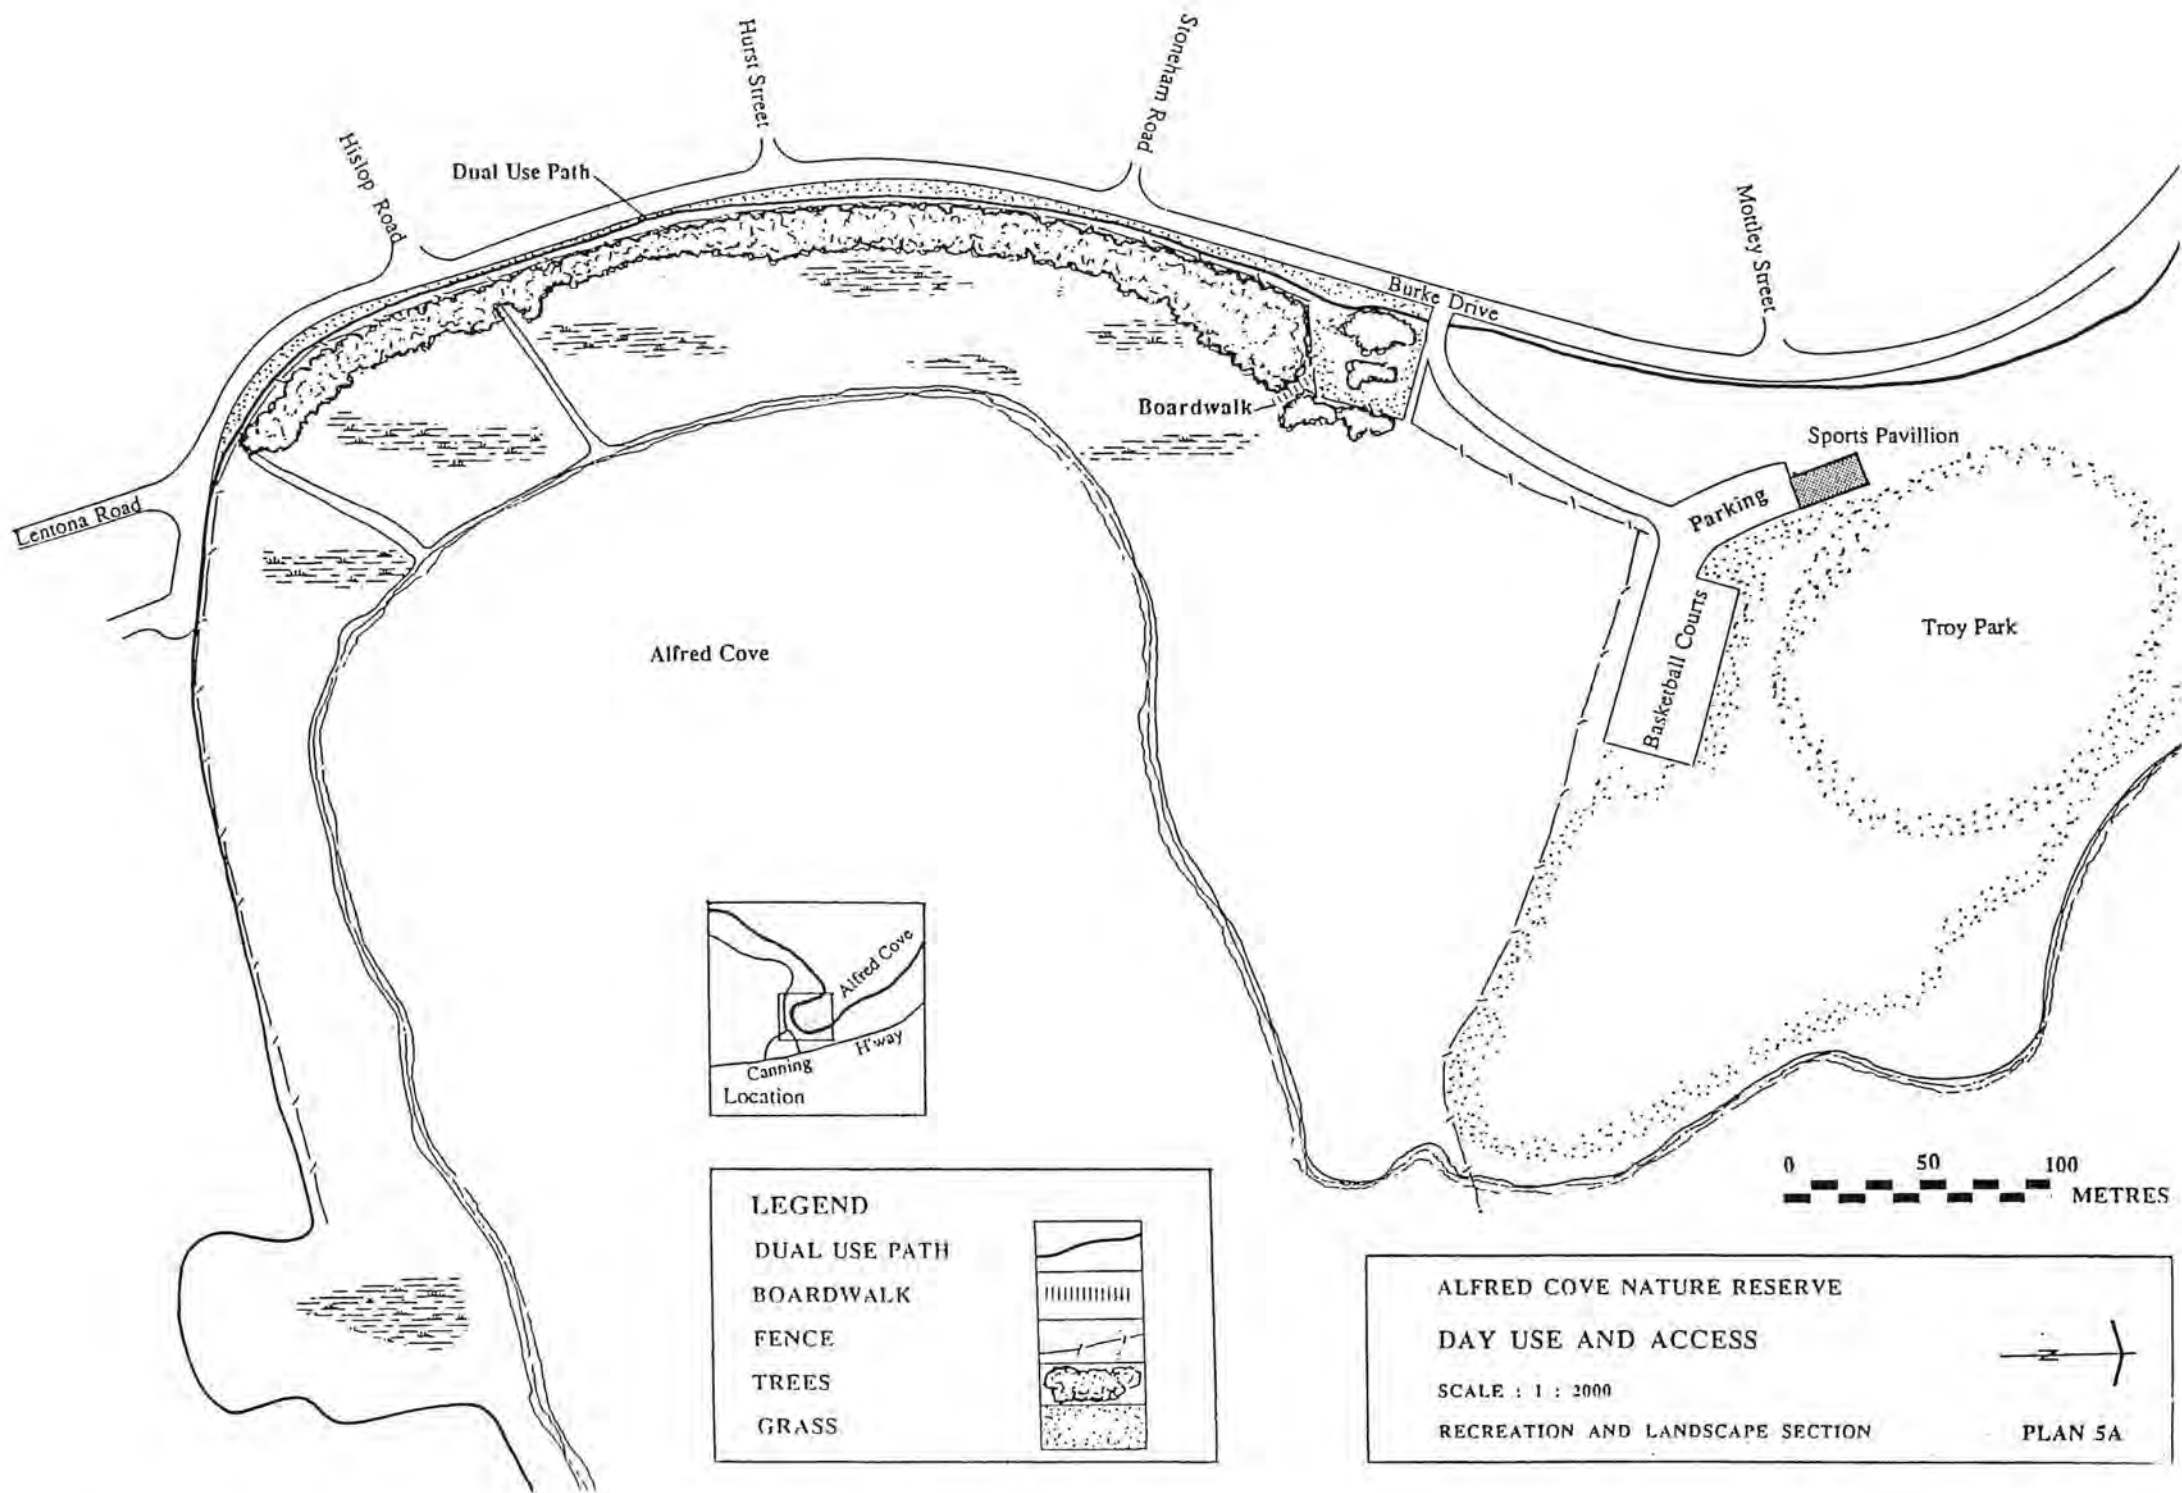 Hurst Street
Stoneham Road
Hislop Road
Dual Use Path
Mottley Street
Burke Drive
Boardwalk
Sports Pavillion
Parking
Lentona Road
Basketball Courts
Troy Park
Alfred Cove
Alfred Cove
H'way
Canning
Location
0 50 100
METRES
LEGEND
DUAL USE PATH
BOARDWALK
FENCE
TREES
GRASS
ALFRED COVE NATURE RESERVE
DAY USE AND ACCESS
SCALE : 1 : 2000
RECREATION AND LANDSCAPE SECTION
N
PLAN 5A